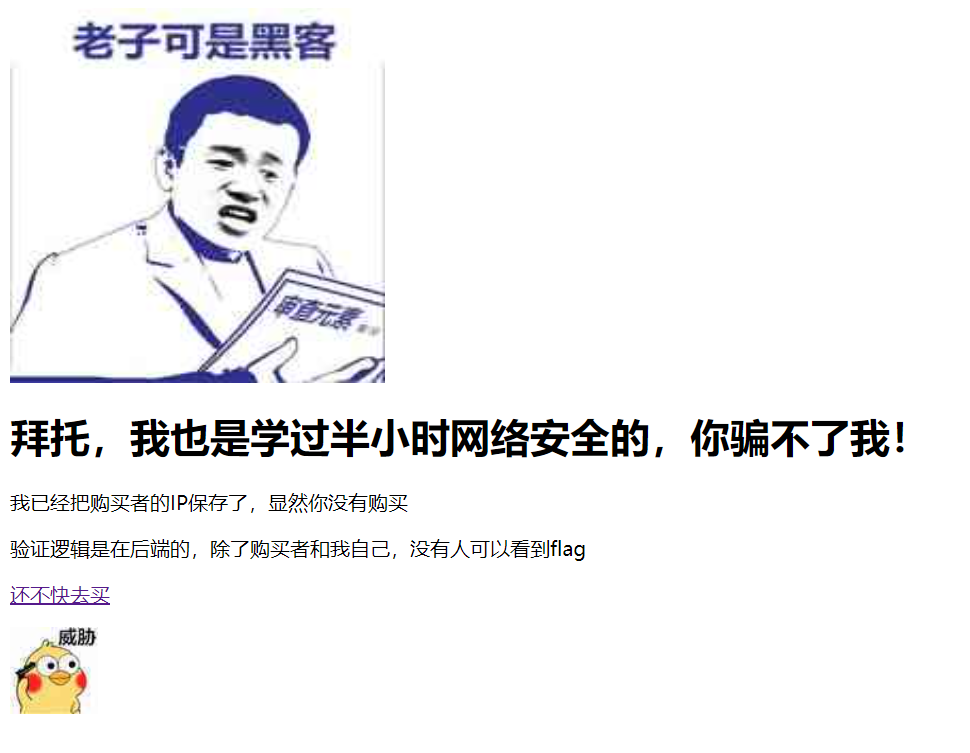 老子可是黑客
审查元素
拜托，我也是学过半小时网络安全的，你骗不了我！
我已经把购买者的IP保存了，显然你没有购买
验证逻辑是在后端的，除了购买者和我自己，没有人可以看到flag
还不快去买
威胁